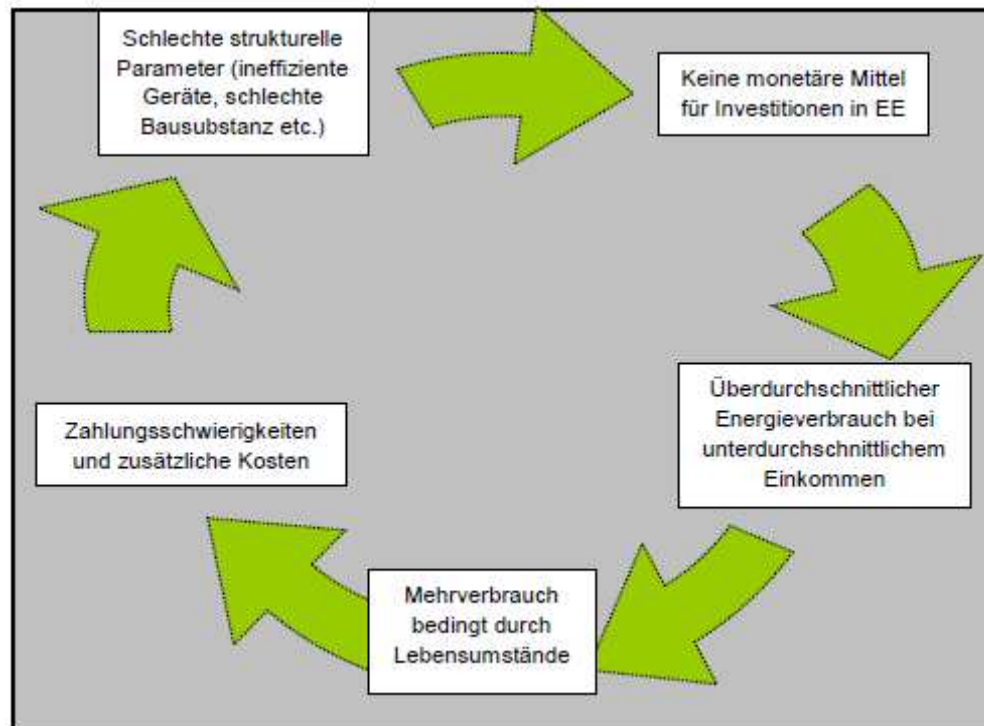 Schlechte strukturelle
Parameter (ineffiziente
Geräte, schlechte
Bausubstanz etc.)
Keine monetäre Mittel
für Investitionen in EE
Überdurchschnittlicher
Energieverbrauch bei
unterdurchschnittlichem
Einkommen
Mehrverbrauch
bedingt durch
Lebensumstände
Zahlungsschwierigkeiten
und zusätzliche Kosten